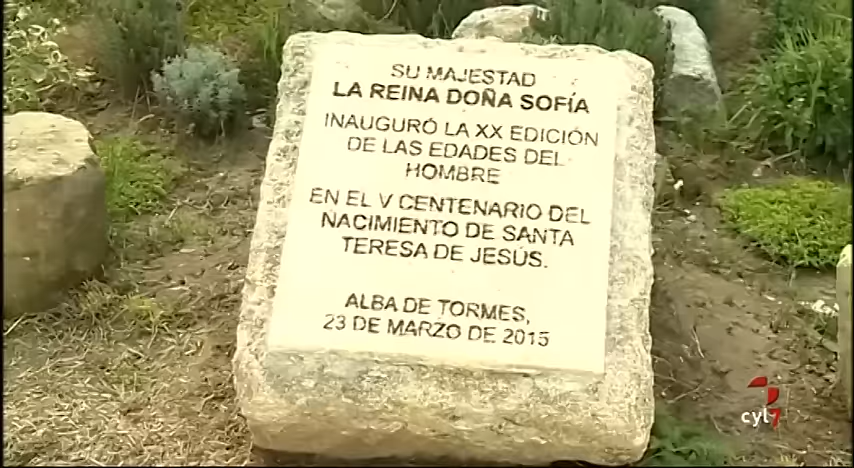 SU MAJESTAD
LA REINA DOÑA SOFÍA
INAUGURÓ LA XX EDICIÓN
DE LAS EDADES DEL
HOMBRE
EN EL V CENTENARIO DEL
NACIMIENTO DE SANTA
TERESA DE JESÚS.
ALBA DE TORMES,
23 DE MARZO DE 2015
cyl7